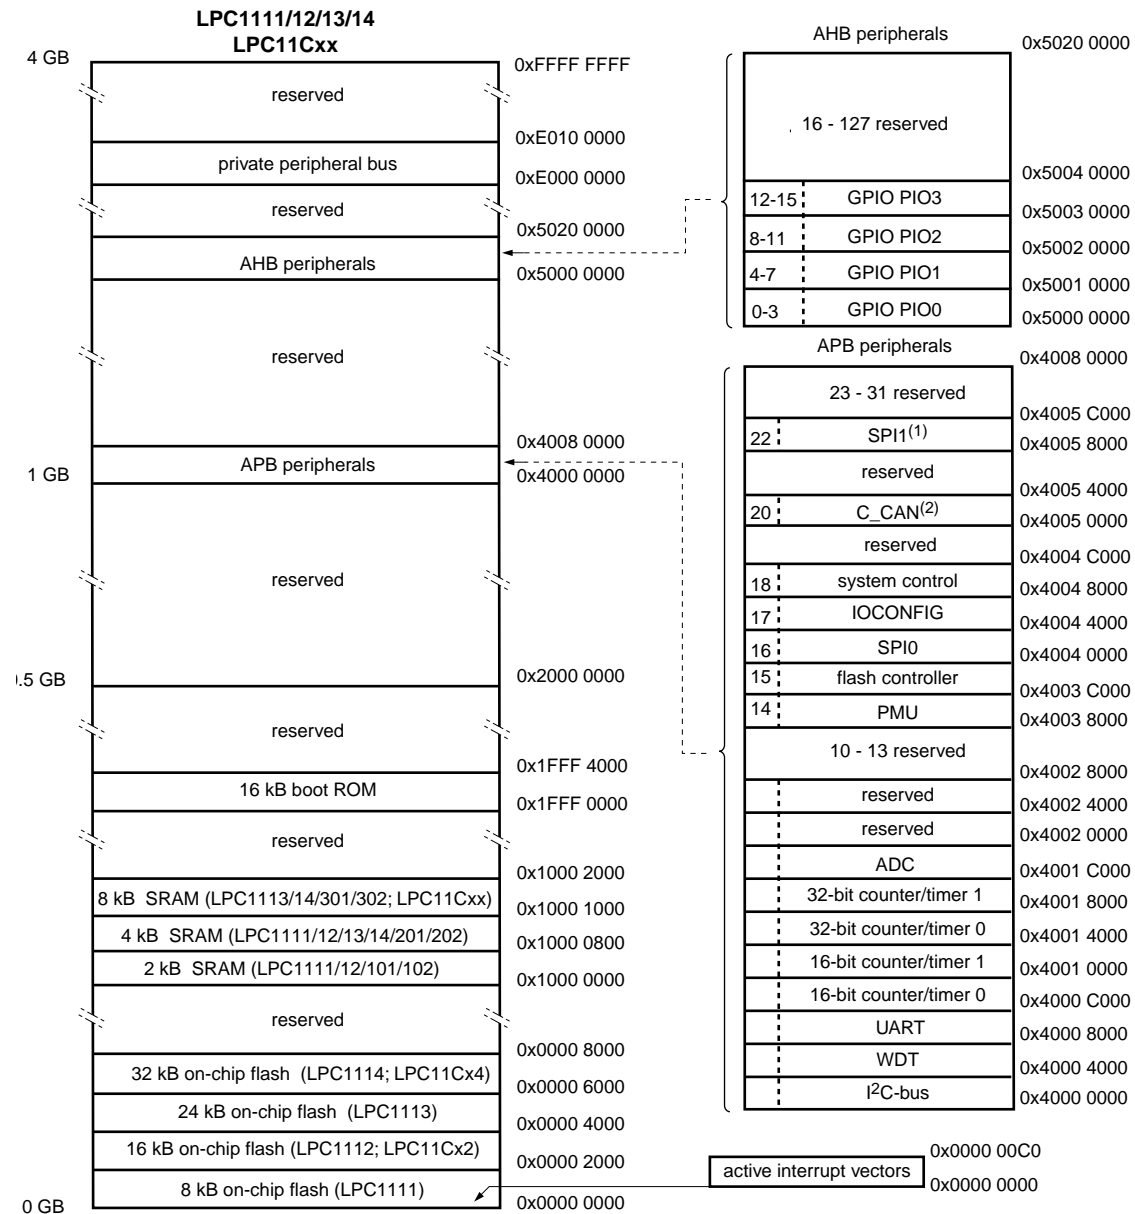 LPC1111/12/13/14
LPC11Cxx
4 GB
0xFFFF FFFF
reserved
0xE010 0000
private peripheral bus
0xE000 0000
reserved
0x5020 0000
AHB peripherals
0x5000 0000
reserved
0x4008 0000
APB peripherals
1 GB
0x4000 0000
reserved
.5 GB
0x2000 0000
reserved
0x1FFF 4000
16 kB boot ROM
0x1FFF 0000
reserved
0x1000 2000
8 kB SRAM (LPC1113/14/301/302; LPC11Cxx)
0x1000 1000
4 kB SRAM (LPC1111/12/13/14/201/202)
0x1000 0800
2 kB SRAM (LPC1111/12/101/102)
0x1000 0000
reserved
0x0000 8000
32 kB on-chip flash (LPC1114; LPC11Cx4)
0x0000 6000
24 kB on-chip flash (LPC1113)
0x0000 4000
16 kB on-chip flash (LPC1112; LPC11Cx2)
0x0000 2000
8 kB on-chip flash (LPC1111)
0x0000 0000
0 GB
AHB peripherals
0x5020 0000
16 - 127 reserved
0x5004 0000
12-15 GPIO PIO3
0x5003 0000
8-11 GPIO PIO2
0x5002 0000
4-7 GPIO PIO1
0x5001 0000
0-3 GPIO PIO0
0x5000 0000
APB peripherals
0x4008 0000
23 - 31 reserved
0x4005 C000
22 SPI1(1)
0x4005 8000
reserved
0x4005 4000
20 C_CAN(2)
0x4005 0000
reserved
0x4004 C000
18 system control
0x4004 8000
17 IOCONFIG
0x4004 4000
16 SPI0
0x4004 0000
15 flash controller
0x4003 C000
14 PMU
0x4003 8000
10 - 13 reserved
0x4002 8000
reserved
0x4002 4000
reserved
0x4002 0000
ADC
0x4001 C000
32-bit counter/timer 1
0x4001 8000
32-bit counter/timer 0
0x4001 4000
16-bit counter/timer 1
0x4001 0000
16-bit counter/timer 0
0x4000 C000
UART
0x4000 8000
WDT
0x4000 4000
I2C-bus
0x4000 0000
0x0000 00C0
active interrupt vectors
0x0000 0000